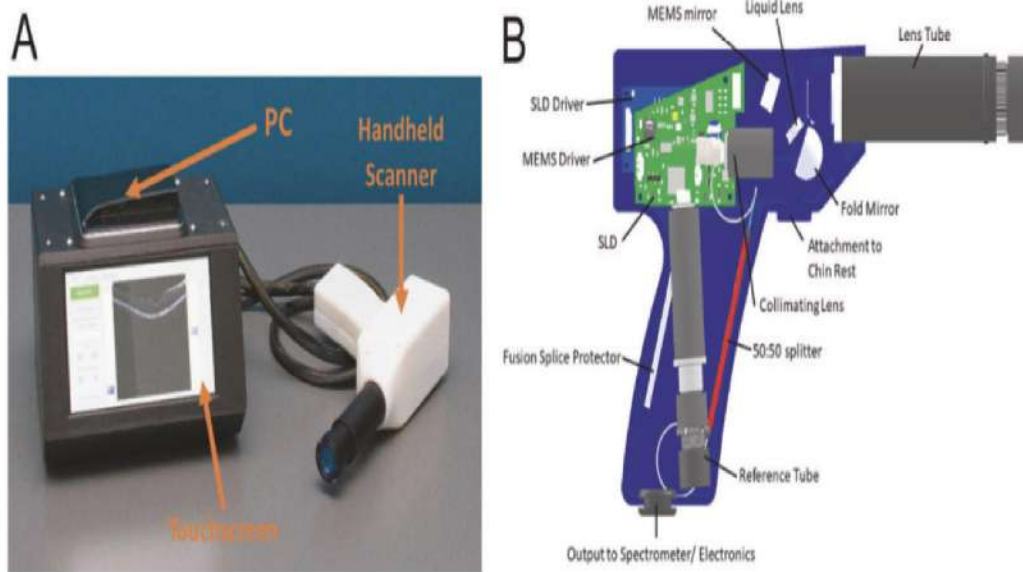 A
PC
Handheld
Scanner
Touchscreen
B
MEMS mirror
Liquid Lens
Lens Tube
SLD Driver
MEMS Driver
SLD
Fold Mirror
Attachment to
Chin Rest
Collimating Lens
50:50 splitter
Fusion Splice Protector
Reference Tube
Output to Spectrometer/ Electronics